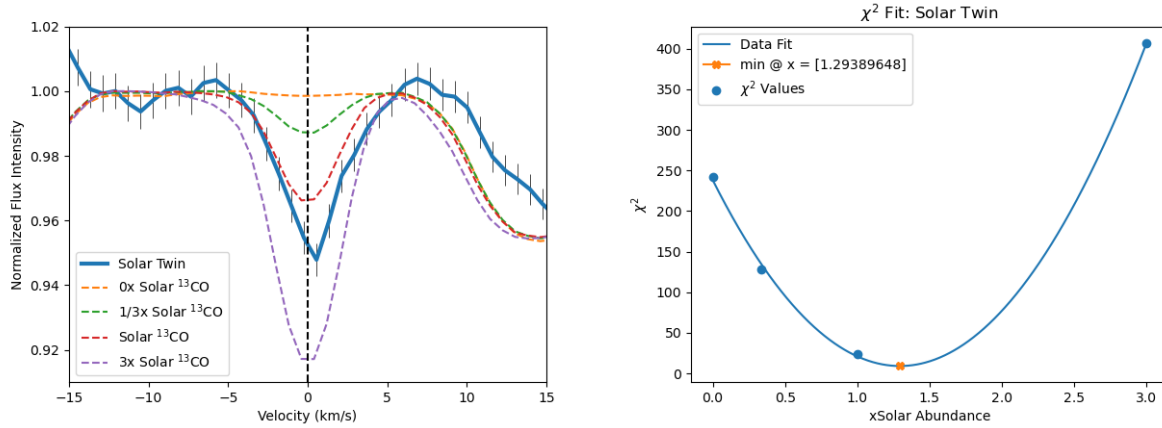 1.02
1.00
0.98
0.96
0.94
0.92
Normalized Flux Intensity
Solar Twin
0x Solar ¹³CO
1/3x Solar ¹³CO
Solar ¹³CO
3x Solar ¹³CO
−15 −10 −5 0 5 10 15
Velocity (km/s)
χ² Fit: Solar Twin
400
350
300
250
200
150
100
50
0
χ²
Data Fit
min @ x = [1.29389648]
χ² Values
0.0 0.5 1.0 1.5 2.0 2.5 3.0
xSolar Abundance